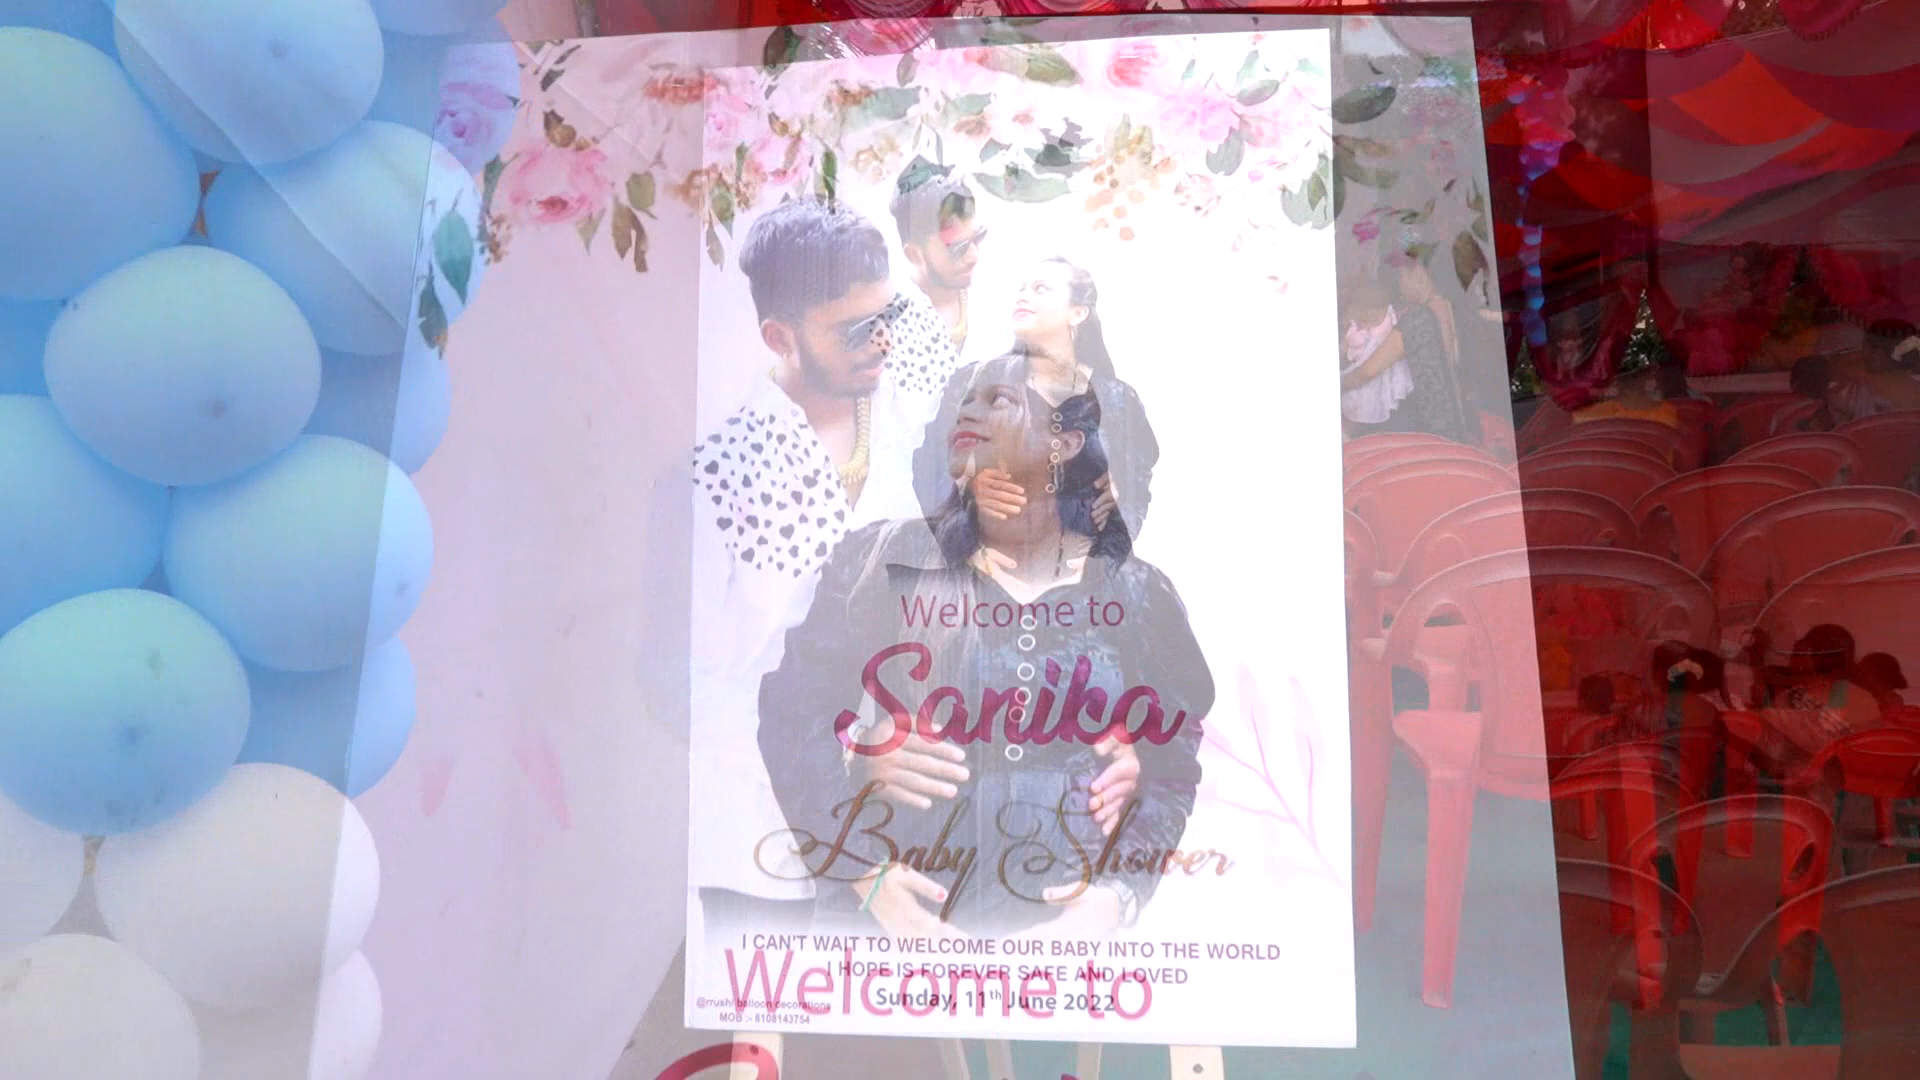 Welcome to
Sanika
Baby Shower
I CAN'T WAIT TO WELCOME OUR BABY INTO THE WORLD
I HOPE IS FOREVER SAFE AND LOVED
Sunday, 11th June 2022
@rrushi balloon decorations
MOB :- 8108143754
Welcome to